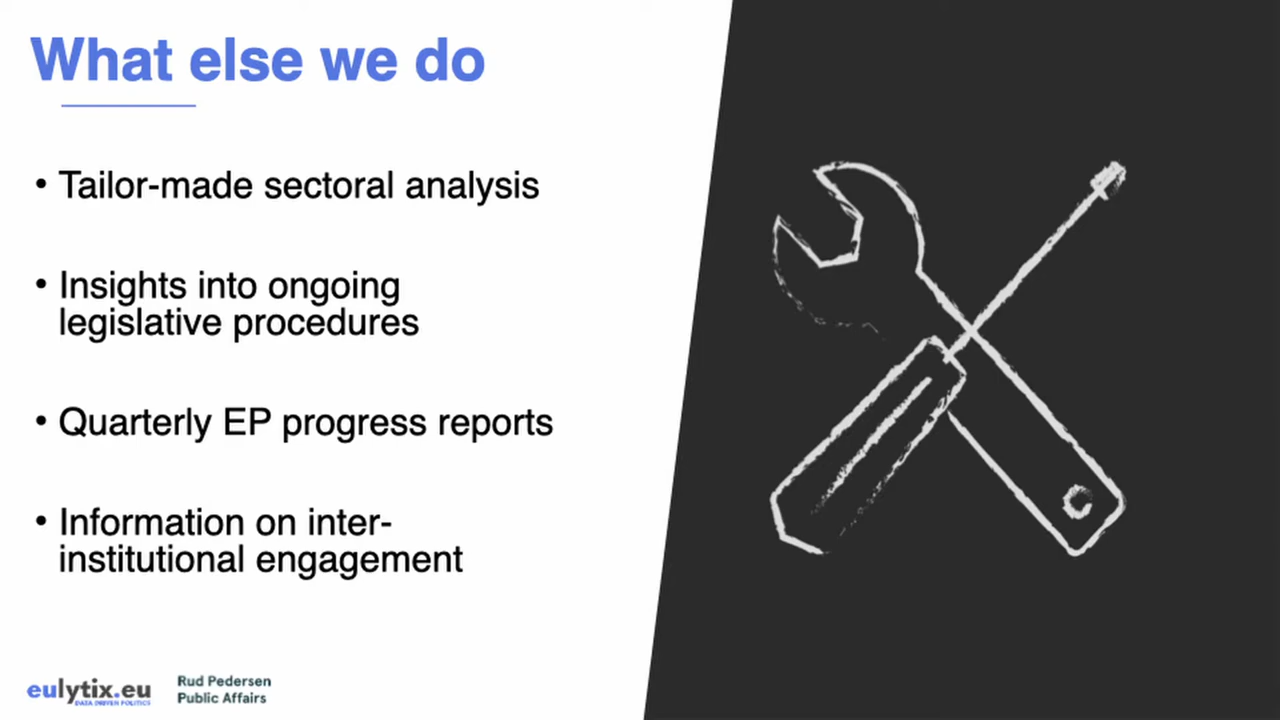 What else we do
• Tailor-made sectoral analysis
• Insights into ongoing
legislative procedures
• Quarterly EP progress reports
• Information on inter-
institutional engagement
eulytix.eu
DATA DRIVEN POLITICS
Rud Pedersen
Public Affairs